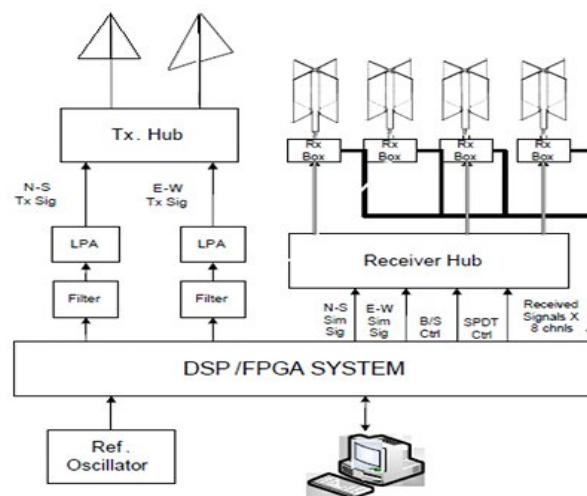 Tx. Hub
Rx
Box
Rx
Box
Rx
Box
Rx
Box
N-S
Tx Sig
E-W
Tx Sig
LPA
LPA
Receiver Hub
Filter
Filter
N-S
Sim
Sig
E-W
Sim
Sig
B/S
Ctrl
SPDT
Ctrl
Received
Signals X
8 chnls
DSP/FPGA SYSTEM
Ref.
Oscillator